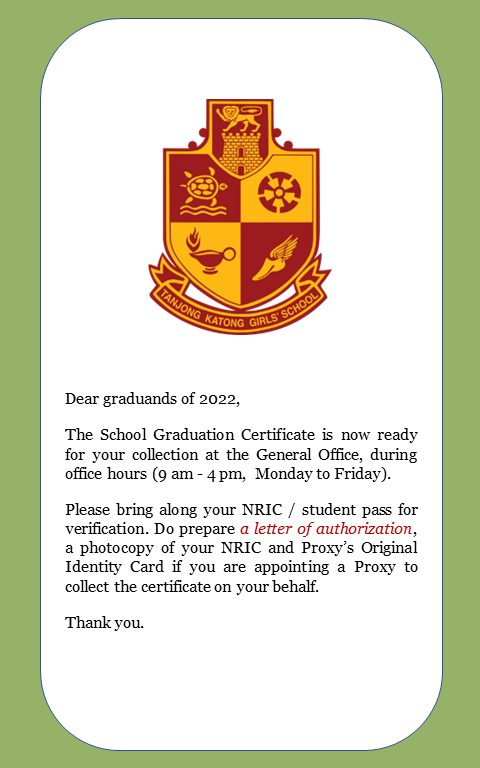 TANJONG KATONG GIRLS' SCHOOL
Dear graduands of 2022,
The School Graduation Certificate is now ready
for your collection at the General Office, during
office hours (9 am - 4 pm, Monday to Friday).
Please bring along your NRIC / student pass for
verification. Do prepare a letter of authorization,
a photocopy of your NRIC and Proxy’s Original
Identity Card if you are appointing a Proxy to
collect the certificate on your behalf.
Thank you.